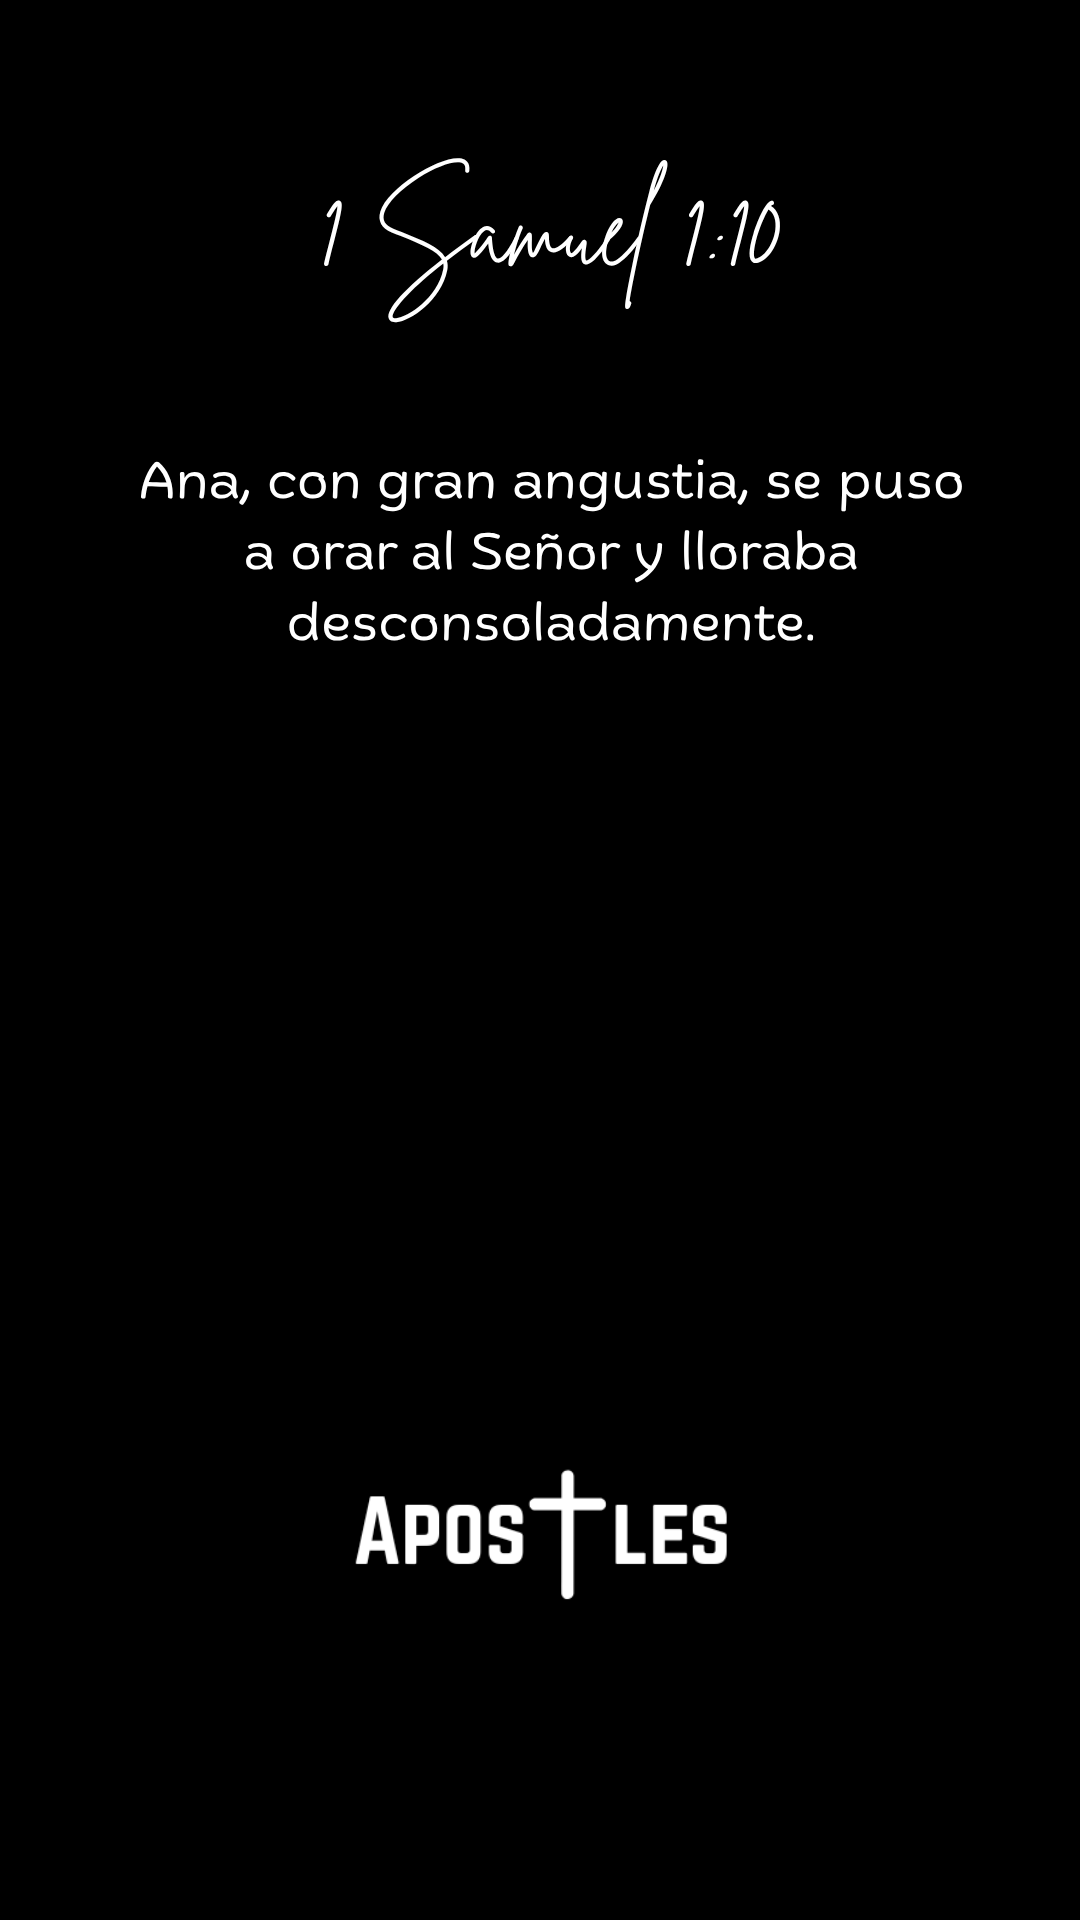 1 Samuel 1:10
Ana, con gran angustia, se puso
a orar al Señor y lloraba
desconsoladamente.
APOSTLES